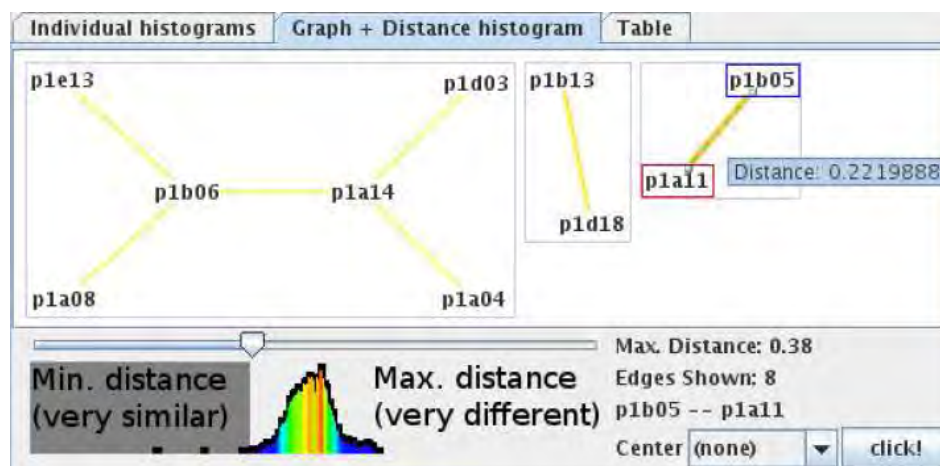 Individual histograms Graph + Distance histogram Table
p1e13 p1d03 p1b13 p1b05
p1b06 p1a14 p1a11 Distance: 0.2219888
p1d18
p1a08 p1a04
Max. Distance: 0.38
Min. distance Max. distance Edges Shown: 8
(very similar) (very different) p1b05 -- p1a11
Center (none) click!